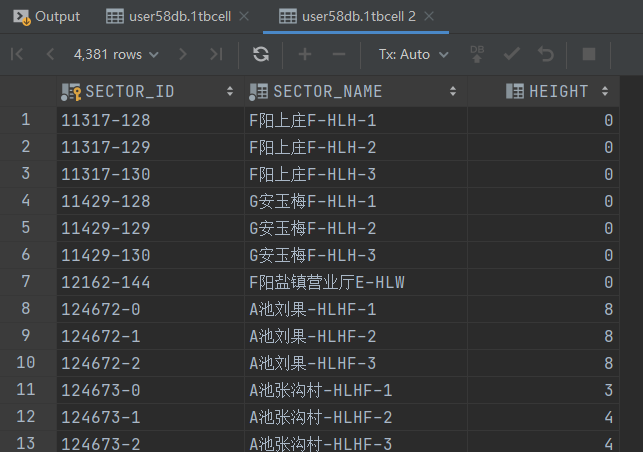 Output user58db.1tbcell user58db.1tbcell 2
4,381 rows Tx: Auto DB
SECTOR_ID SECTOR_NAME HEIGHT
1 11317-128 F阳上庄F-HLH-1 0
2 11317-129 F阳上庄F-HLH-2 0
3 11317-130 F阳上庄F-HLH-3 0
4 11429-128 G安玉梅F-HLH-1 0
5 11429-129 G安玉梅F-HLH-2 0
6 11429-130 G安玉梅F-HLH-3 0
7 12162-144 F阳盐镇营业厅E-HLW 0
8 124672-0 A池刘果-HLHF-1 8
9 124672-1 A池刘果-HLHF-2 8
10 124672-2 A池刘果-HLHF-3 8
11 124673-0 A池张沟村-HLHF-1 3
12 124673-1 A池张沟村-HLHF-2 4
13 124673-2 A池张沟村-HLHF-3 4